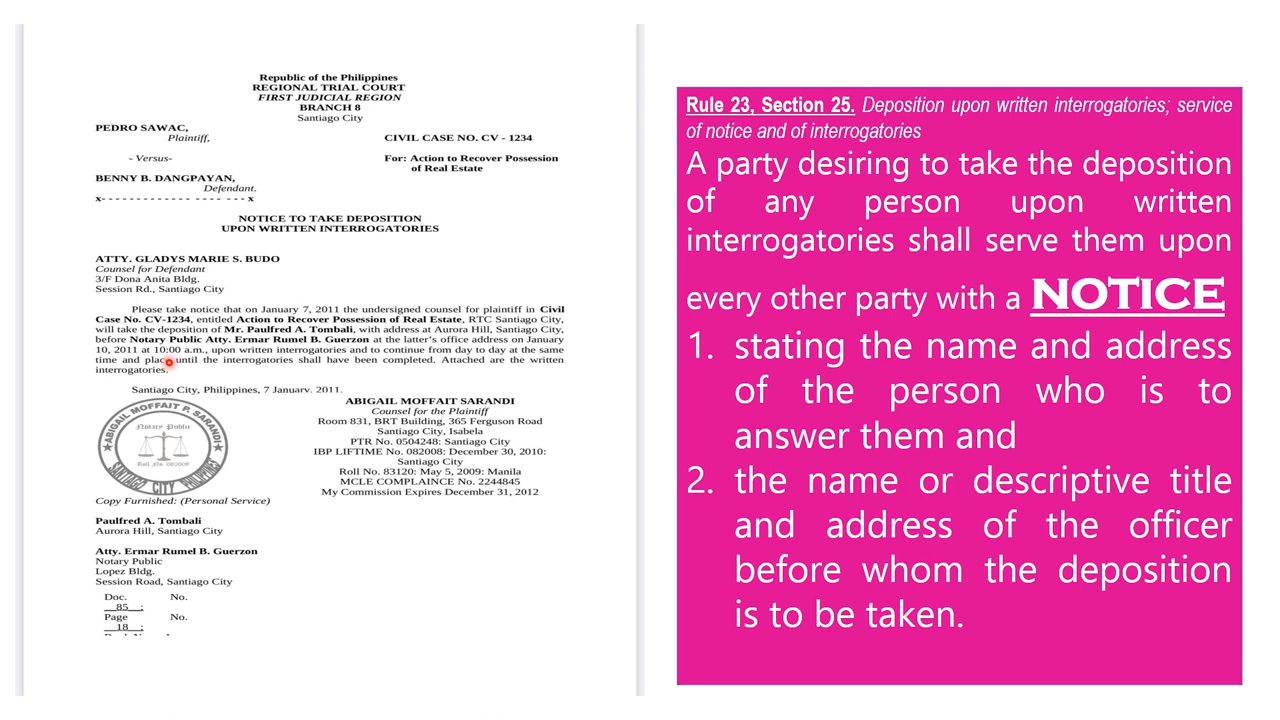 Republic of the Philippines
REGIONAL TRIAL COURT
FIRST JUDICIAL REGION
BRANCH 8
Santiago City
PEDRO SAWAC,
Plaintiff,
CIVIL CASE NO. CV - 1234
- Versus-
For: Action to Recover Possession
of Real Estate
BENNY B. DANGPAYAN,
Defendant.
x- - - - - - - - - - - - - - - - - - - - - x
NOTICE TO TAKE DEPOSITION
UPON WRITTEN INTERROGATORIES
ATTY. GLADYS MARIE S. BUDO
Counsel for Defendant
3/F Dona Anita Bldg.
Session Rd., Santiago City
Please take notice that on January 7, 2011 the undersigned counsel for plaintiff in Civil
Case No. CV-1234, entitled Action to Recover Possession of Real Estate, RTC Santiago City,
will take the deposition of Mr. Paulfred A. Tombali, with address at Aurora Hill, Santiago City,
before Notary Public Atty. Ermar Rumel B. Guerzon at the latter's office address on January
10, 2011 at 10:00 a.m., upon written interrogatories and to continue from day to day at the same
time and place until the interrogatories shall have been completed. Attached are the written
interrogatories.
Santiago City, Philippines, 7 January, 2011.
ABIGAIL MOFFAIT P. SARANDI
Notary Public
Roll No. 082008
SANTIAGO CITY PHILIPPINES
ABIGAIL MOFFAIT SARANDI
Counsel for the Plaintiff
Room 831, BRT Building, 365 Ferguson Road
Santiago City, Isabela
PTR No. 0504248: Santiago City
IBP LIFTIME No. 082008: December 30, 2010:
Santiago City
Roll No. 83120: May 5, 2009: Manila
MCLE COMPLAINCE No. 2244845
My Commission Expires December 31, 2012
Copy Furnished: (Personal Service)
Paulfred A. Tombali
Aurora Hill, Santiago City
Atty. Ermar Rumel B. Guerzon
Notary Public
Lopez Bldg.
Session Road, Santiago City
Doc. No.
__85__;
Page No.
__18__;
Rule 23, Section 25. Deposition upon written interrogatories; service
of notice and of interrogatories
A party desiring to take the deposition
of any person upon written
interrogatories shall serve them upon
every other party with a NOTICE
1. stating the name and address
of the person who is to
answer them and
2. the name or descriptive title
and address of the officer
before whom the deposition
is to be taken.